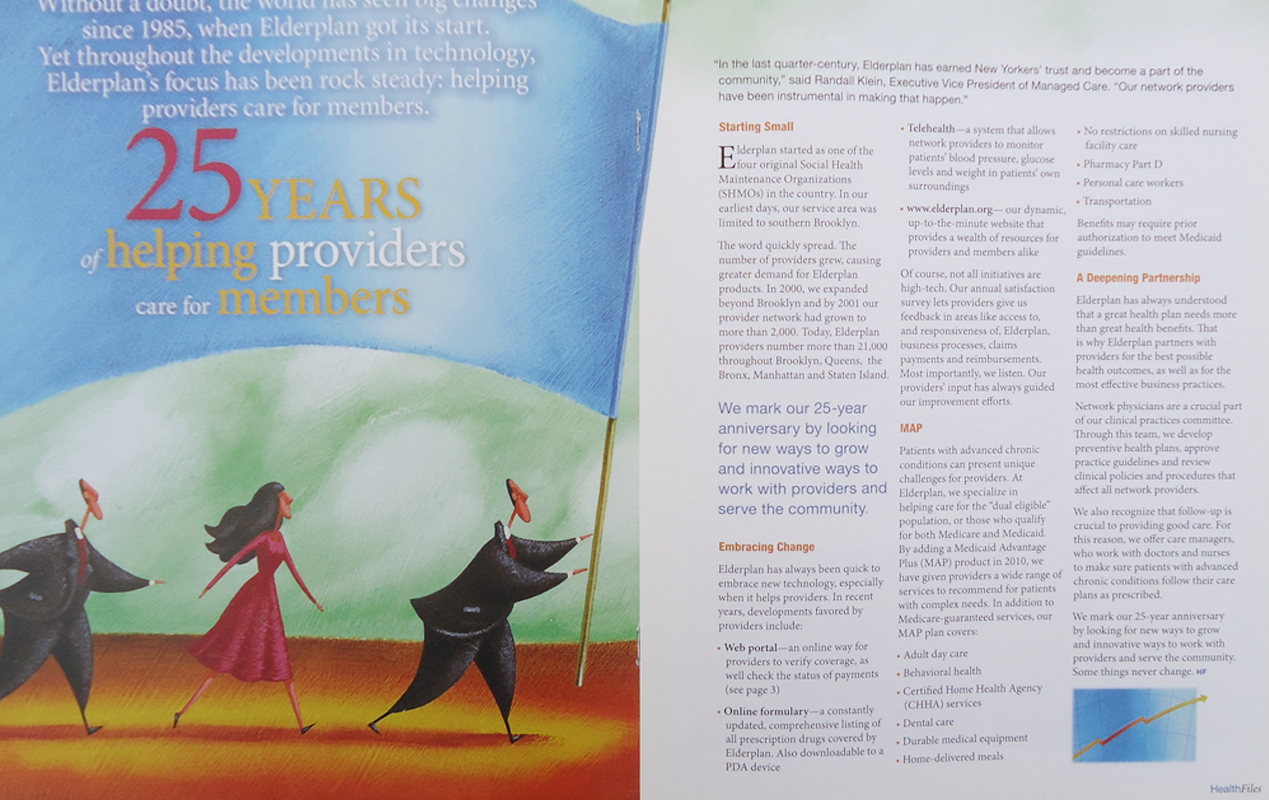 Without a doubt, the world has seen big changes
since 1985, when Elderplan got its start.
Yet throughout the developments in technology,
Elderplan's focus has been rock steady: helping
providers care for members.
25 YEARS
of helping providers
care for members
“In the last quarter-century, Elderplan has earned New Yorkers’ trust and become a part of the
community,” said Randall Klein, Executive Vice President of Managed Care. “Our network providers
have been instrumental in making that happen.”
Starting Small
Elderplan started as one of the
four original Social Health
Maintenance Organizations
(SHMOs) in the country. In our
earliest days, our service area was
limited to southern Brooklyn.
The word quickly spread. The
number of providers grew, causing
greater demand for Elderplan
products. In 2000, we expanded
beyond Brooklyn and by 2001 our
provider network had grown to
more than 2,000. Today, Elderplan
providers number more than 21,000
throughout Brooklyn, Queens, the
Bronx, Manhattan and Staten Island.
We mark our 25-year
anniversary by looking
for new ways to grow
and innovative ways to
work with providers and
serve the community.
Embracing Change
Elderplan has always been quick to
embrace new technology, especially
when it helps providers. In recent
years, developments favored by
providers include:
• Web portal—an online way for
providers to verify coverage, as
well check the status of payments
(see page 3)
• Online formulary—a constantly
updated, comprehensive listing of
all prescription drugs covered by
Elderplan. Also downloadable to a
PDA device
• Telehealth—a system that allows
network providers to monitor
patients’ blood pressure, glucose
levels and weight in patients’ own
surroundings
• www.elderplan.org— our dynamic,
up-to-the-minute website that
provides a wealth of resources for
providers and members alike
Of course, not all initiatives are
high-tech. Our annual satisfaction
survey lets providers give us
feedback in areas like access to,
and responsiveness of, Elderplan,
business processes, claims
payments and reimbursements.
Most importantly, we listen. Our
providers’ input has always guided
our improvement efforts.
MAP
Patients with advanced chronic
conditions can present unique
challenges for providers. At
Elderplan, we specialize in
helping care for the “dual eligible”
population, or those who qualify
for both Medicare and Medicaid.
By adding a Medicaid Advantage
Plus (MAP) product in 2010, we
have given providers a wide range of
services to recommend for patients
with complex needs. In addition to
Medicare-guaranteed services, our
MAP plan covers:
• Adult day care
• Behavioral health
• Certified Home Health Agency
(CHHA) services
• Dental care
• Durable medical equipment
• Home-delivered meals
• No restrictions on skilled nursing
facility care
• Pharmacy Part D
• Personal care workers
• Transportation
Benefits may require prior
authorization to meet Medicaid
guidelines.
A Deepening Partnership
Elderplan has always understood
that a great health plan needs more
than great health benefits. That
is why Elderplan partners with
providers for the best possible
health outcomes, as well as for the
most effective business practices.
Network physicians are a crucial part
of our clinical practices committee.
Through this team, we develop
preventive health plans, approve
practice guidelines and review
clinical policies and procedures that
affect all network providers.
We also recognize that follow-up is
crucial to providing good care. For
this reason, we offer care managers,
who work with doctors and nurses
to make sure patients with advanced
chronic conditions follow their care
plans as prescribed.
We mark our 25-year anniversary
by looking for new ways to grow
and innovative ways to work with
providers and serve the community.
Some things never change. HF
HealthFiles